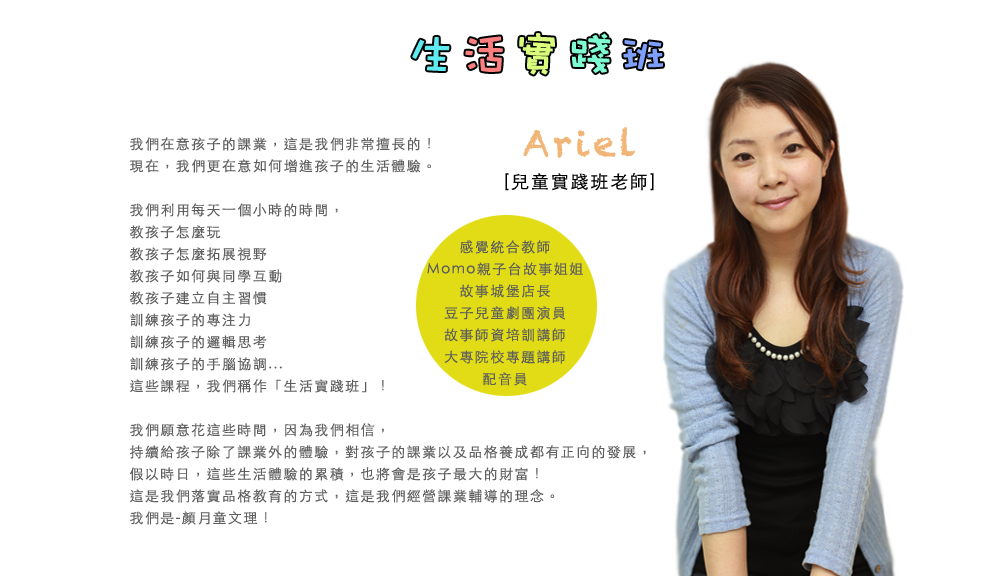 生活實踐班
Ariel
[兒童實踐班老師]
我們在意孩子的課業，這是我們非常擅長的！
現在，我們更在意如何增進孩子的生活體驗。
我們利用每天一個小時的時間，
教孩子怎麼玩
教孩子怎麼拓展視野
教孩子如何與同學互動
教孩子建立自主習慣
訓練孩子的專注力
訓練孩子的邏輯思考
訓練孩子的手腦協調...
這些課程，我們稱作「生活實踐班」！
我們願意花這些時間，因為我們相信，
持續給孩子除了課業外的體驗，對孩子的課業以及品格養成都有正向的發展，
假以時日，這些生活體驗的累積，也將會是孩子最大的財富！
這是我們落實品格教育的方式，這是我們經營課業輔導的理念。
我們是-顏月童文理！
感覺統合教師
Momo親子台故事姐姐
故事城堡店長
豆子兒童劇團演員
故事師資培訓講師
大專院校專題講師
配音員